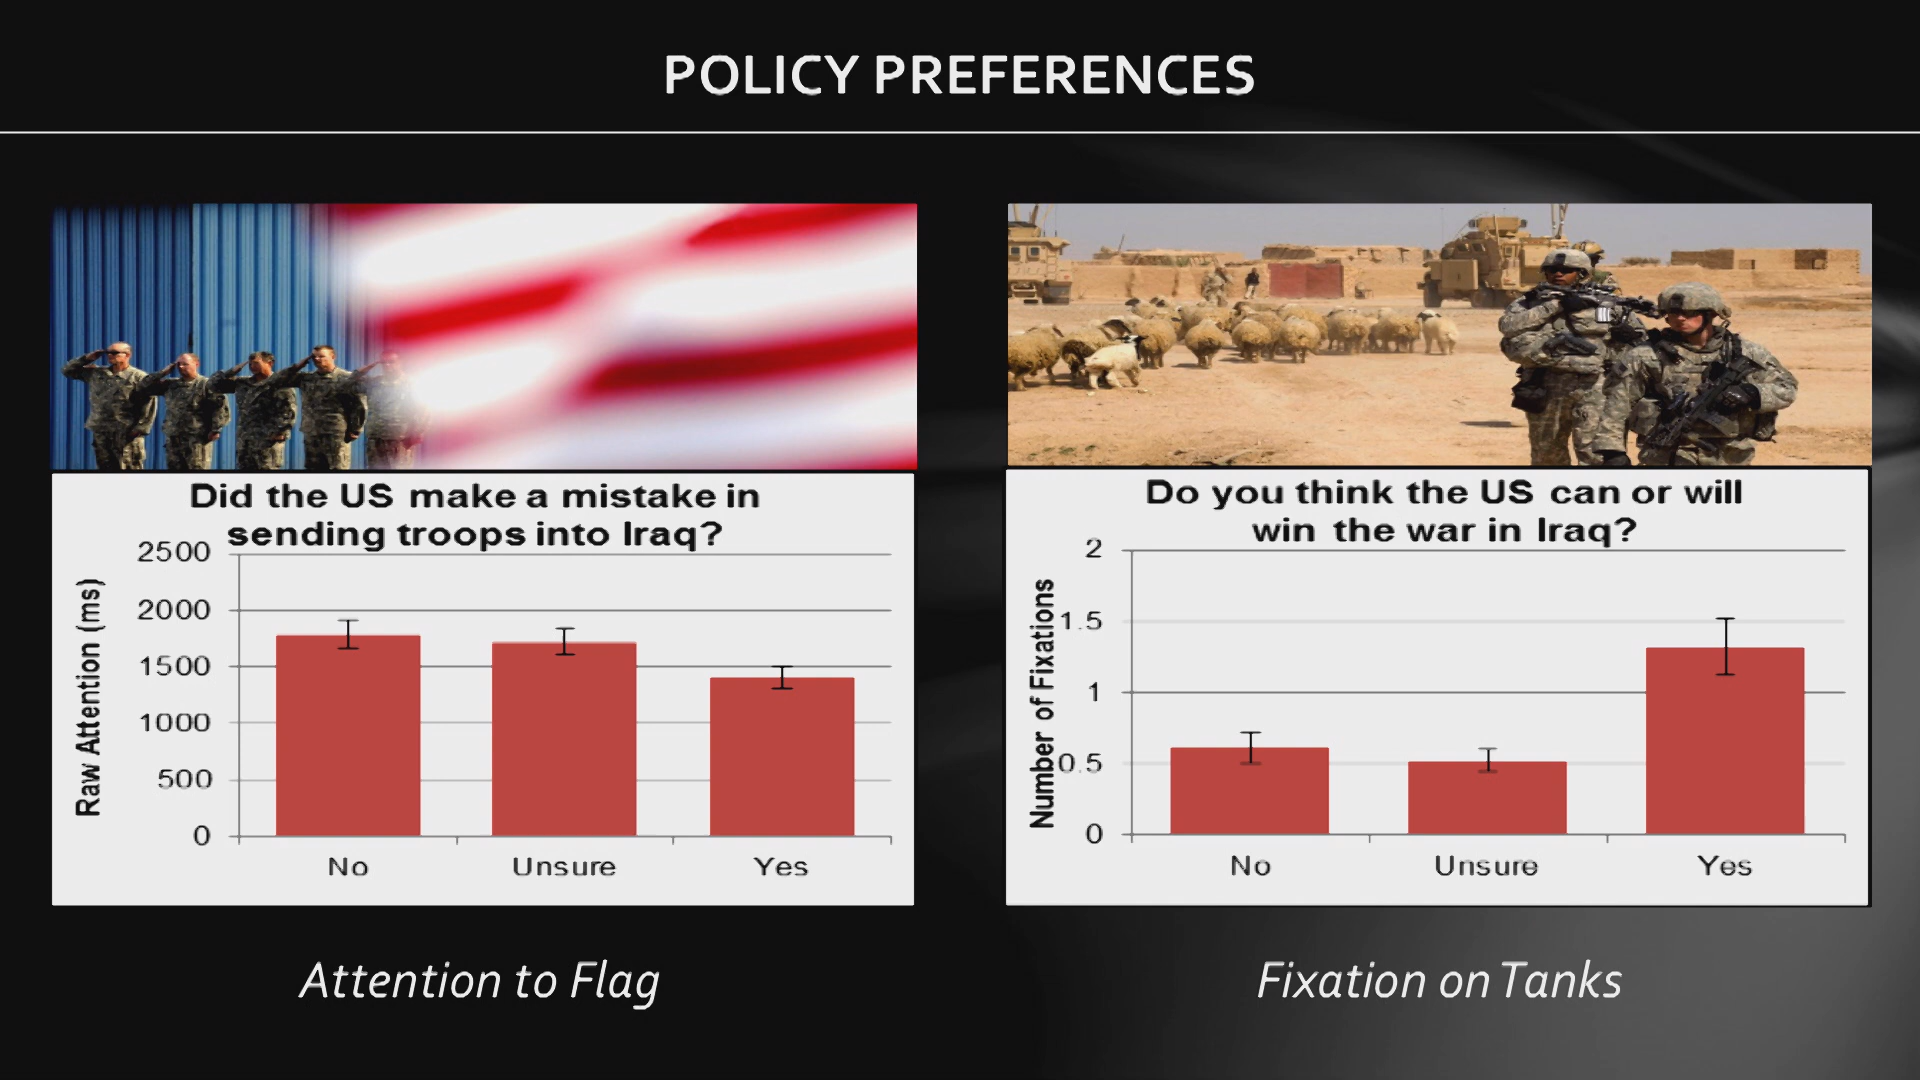 POLICY PREFERENCES
Did the US make a mistake in
sending troops into Iraq?
Raw Attention (ms)
2500
2000
1500
1000
500
0
No Unsure Yes
Attention to Flag
Do you think the US can or will
win the war in Iraq?
Number of Fixations
2
1.5
1
0.5
0
No Unsure Yes
Fixation on Tanks